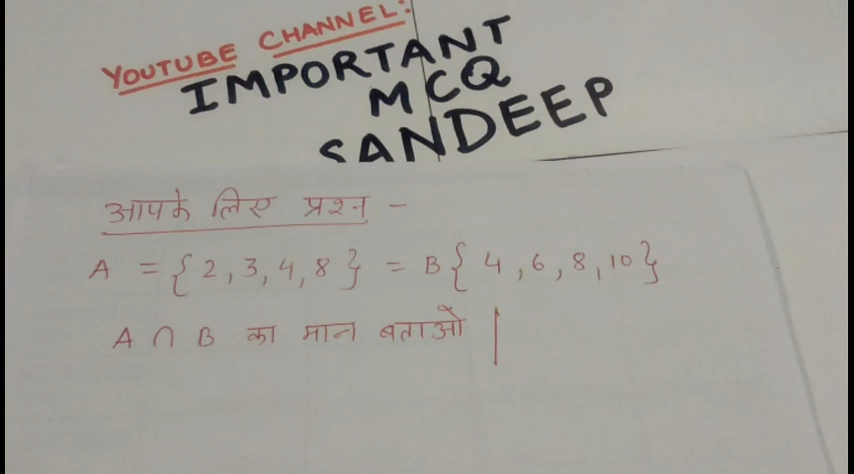 YOUTUBE CHANNEL:
IMPORTANT
MCQ
SANDEEP
आपके लिए प्रश्न -
A = {2,3,4,8} = B{4,6,8,10}
A ∩ B का मान बताओ |